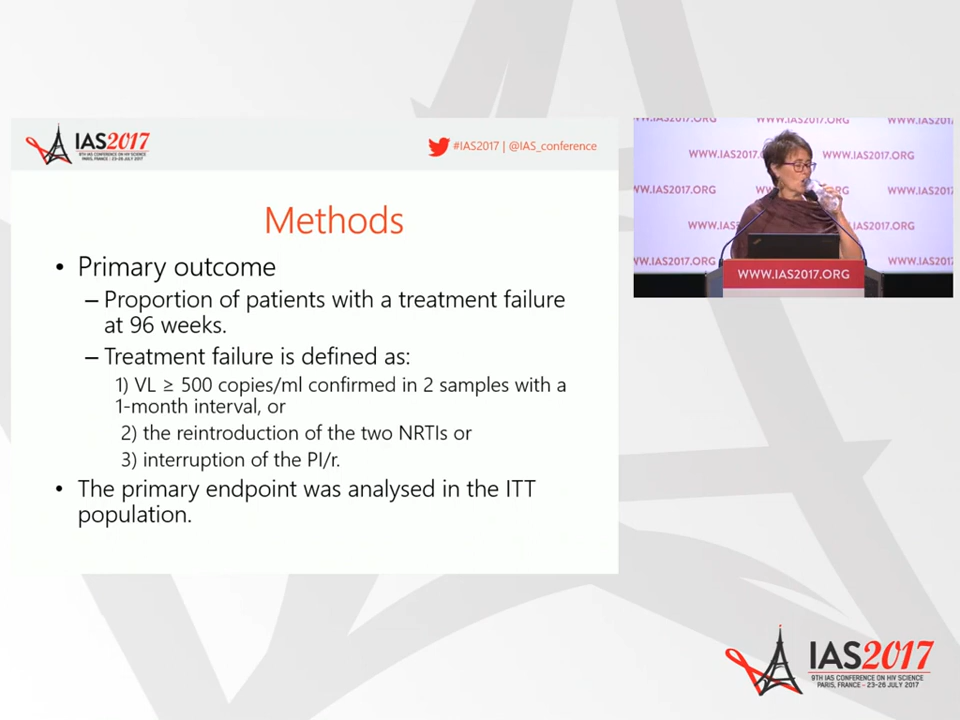 IAS2017
9TH IAS CONFERENCE ON HIV SCIENCE
PARIS, FRANCE · 23-26 JULY 2017
#IAS2017 | @IAS_conference
Methods
• Primary outcome
– Proportion of patients with a treatment failure
at 96 weeks.
– Treatment failure is defined as:
1) VL ≥ 500 copies/ml confirmed in 2 samples with a
1-month interval, or
2) the reintroduction of the two NRTIs or
3) interruption of the PI/r.
• The primary endpoint was analysed in the ITT
population.
WWW.IAS2017.ORG
WWW.IAS2017.ORG
WWW.IAS2017.ORG
WWW.IAS2017.ORG
IAS2017
9TH IAS CONFERENCE ON HIV SCIENCE
PARIS, FRANCE – 23-26 JULY 2017